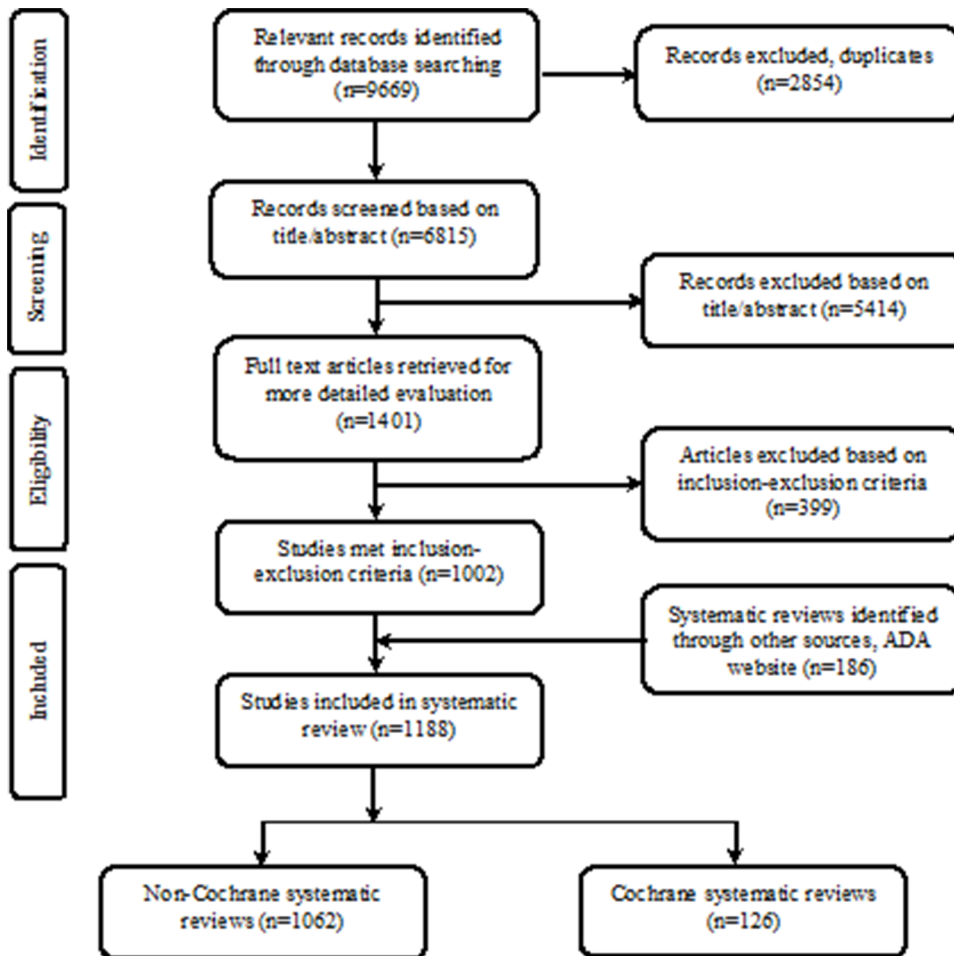 Identification
Relevant records identified
through database searching
(n=9669)
Records excluded, duplicates
(n=2854)
Screening
Records screened based on
title/abstract (n=6815)
Records excluded based on
title/abstract (n=5414)
Eligibility
Full text articles retrieved for
more detailed evaluation
(n=1401)
Articles excluded based on
inclusion-exclusion criteria
(n=399)
Included
Studies met inclusion-
exclusion criteria (n=1002)
Systematic reviews identified
through other sources, ADA
website (n=186)
Studies included in systematic
review (n=1188)
Non-Cochrane systematic
reviews (n=1062)
Cochrane systematic reviews
(n=126)